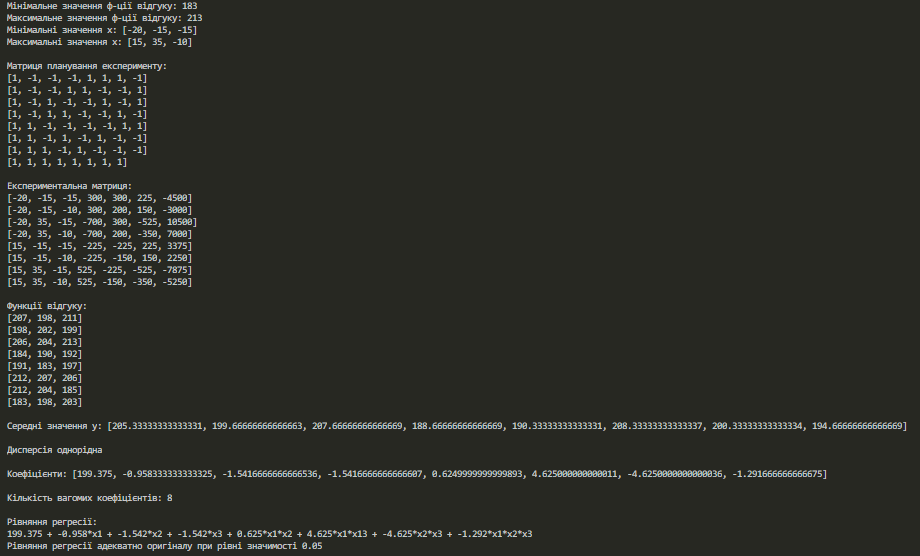 Мінімальне значення ф-ції відгуку: 183
Максимальне значення ф-ції відгуку: 213
Мінімальні значення x: [-20, -15, -15]
Максимальні значення x: [15, 35, -10]
Матриця планування експерименту:
[1, -1, -1, -1, 1, 1, 1, -1]
[1, -1, -1, 1, 1, -1, -1, 1]
[1, -1, 1, -1, -1, 1, -1, 1]
[1, -1, 1, 1, -1, -1, 1, -1]
[1, 1, -1, -1, -1, -1, 1, 1]
[1, 1, -1, 1, -1, 1, -1, -1]
[1, 1, 1, -1, 1, -1, -1, -1]
[1, 1, 1, 1, 1, 1, 1, 1]
Експериментальна матриця:
[-20, -15, -15, 300, 300, 225, -4500]
[-20, -15, -10, 300, 200, 150, -3000]
[-20, 35, -15, -700, 300, -525, 10500]
[-20, 35, -10, -700, 200, -350, 7000]
[15, -15, -15, -225, -225, 225, 3375]
[15, -15, -10, -225, -150, 150, 2250]
[15, 35, -15, 525, -225, -525, -7875]
[15, 35, -10, 525, -150, -350, -5250]
Функції відгуку:
[207, 198, 211]
[198, 202, 199]
[206, 204, 213]
[184, 190, 192]
[191, 183, 197]
[212, 207, 206]
[212, 204, 185]
[183, 198, 203]
Середні значення y: [205.33333333333331, 199.66666666666663, 207.66666666666669, 188.66666666666669, 190.33333333333331, 208.33333333333337, 200.33333333333334, 194.66666666666669]
Дисперсія однорідна
Коефіцієнти: [199.375, -0.958333333333325, -1.5416666666666536, -1.5416666666666607, 0.6249999999999893, 4.625000000000011, -4.6250000000000036, -1.291666666666675]
Кількість вагомих коефіцієнтів: 8
Рівняння регресії:
199.375 + -0.958*x1 + -1.542*x2 + -1.542*x3 + 0.625*x1*x2 + 4.625*x1*x13 + -4.625*x2*x3 + -1.292*x1*x2*x3
Рівняння регресії адекватно оригіналу при рівні значимості 0.05